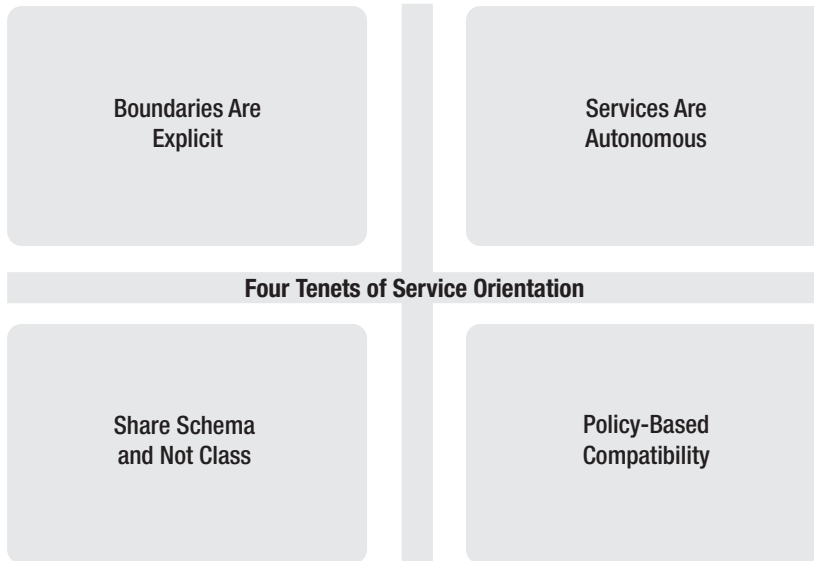 Boundaries Are
Explicit
Services Are
Autonomous
Four Tenets of Service Orientation
Share Schema
and Not Class
Policy-Based
Compatibility